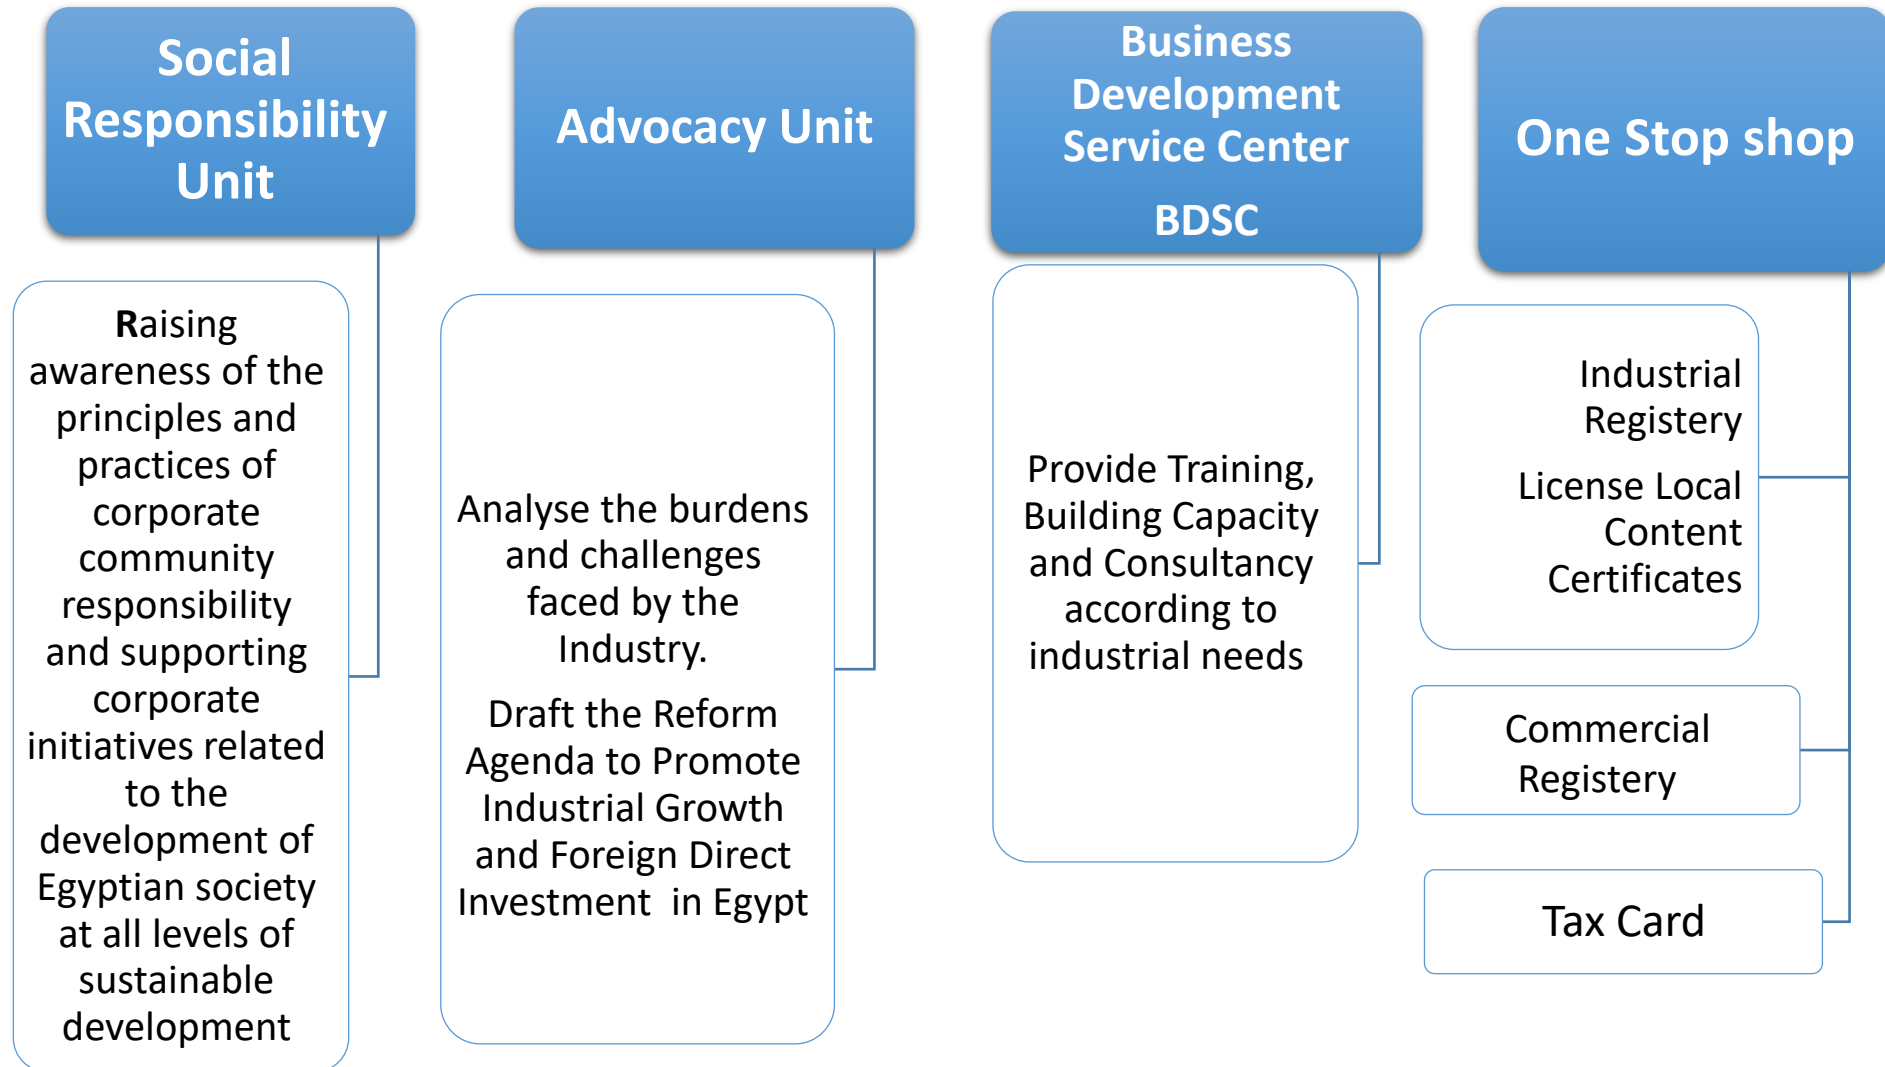 Social
Responsibility
Unit
Raising
awareness of the
principles and
practices of
corporate
community
responsibility
and supporting
corporate
initiatives related
to the
development of
Egyptian society
at all levels of
sustainable
development
Advocacy Unit
Analyse the burdens
and challenges
faced by the
Industry.
Draft the Reform
Agenda to Promote
Industrial Growth
and Foreign Direct
Investment  in Egypt
Business
Development
Service Center
BDSC
Provide Training,
Building Capacity
and Consultancy
according to
industrial needs
One Stop shop
Industrial
Registery
License Local
Content
Certificates
Commercial
Registery
Tax Card